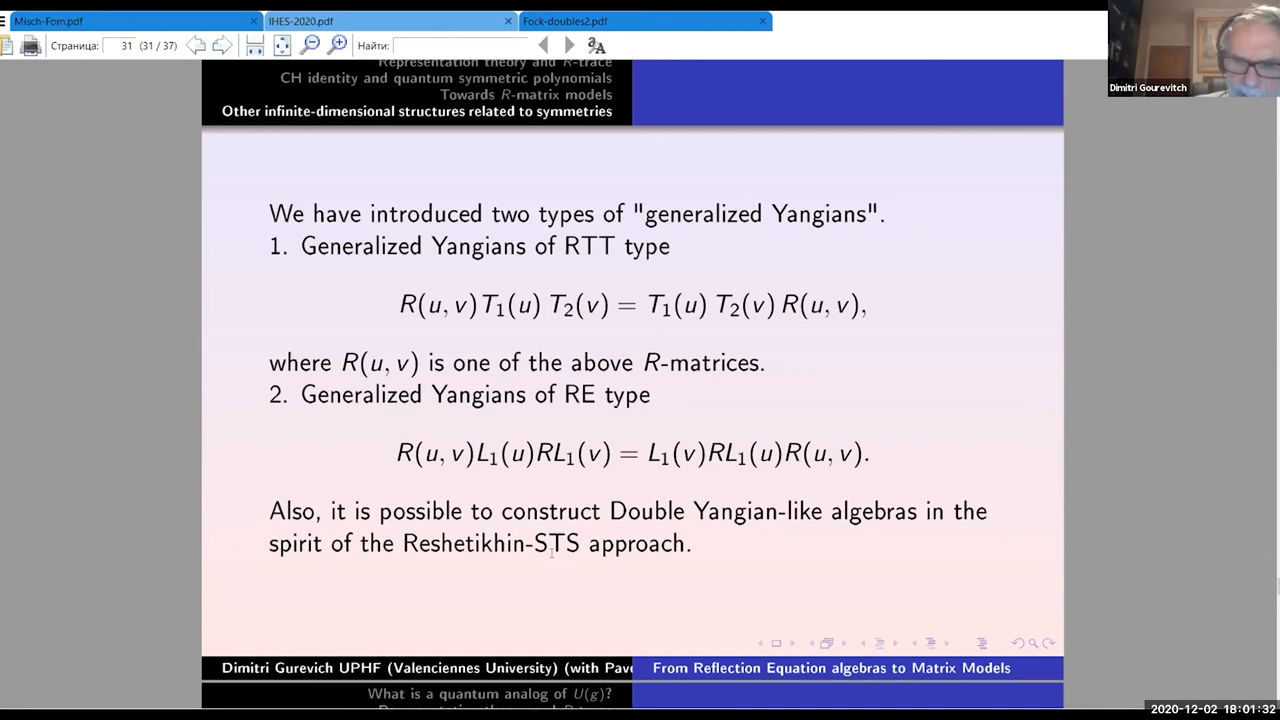 Misch-Fom.pdf
IHES-2020.pdf
Fock-doubles2.pdf
Страница: 31 (31 / 37)
Найти:
Representation theory and R-trace
CH identity and quantum symmetric polynomials
Towards R-matrix models
Other infinite-dimensional structures related to symmetries
Dimitri Gourevitch
We have introduced two types of "generalized Yangians".
1. Generalized Yangians of RTT type
R(u, v) T₁(u) T₂(v) = T₁(u) T₂(v) R(u, v),
where R(u, v) is one of the above R-matrices.
2. Generalized Yangians of RE type
R(u, v)L₁(u)RL₁(v) = L₁(v)RL₁(u)R(u, v).
Also, it is possible to construct Double Yangian-like algebras in the
spirit of the Reshetikhin-STS approach.
Dimitri Gurevich UPHF (Valenciennes University) (with Pave
From Reflection Equation algebras to Matrix Models
What is a quantum analog of U(g)?
2020-12-02 18:01:32